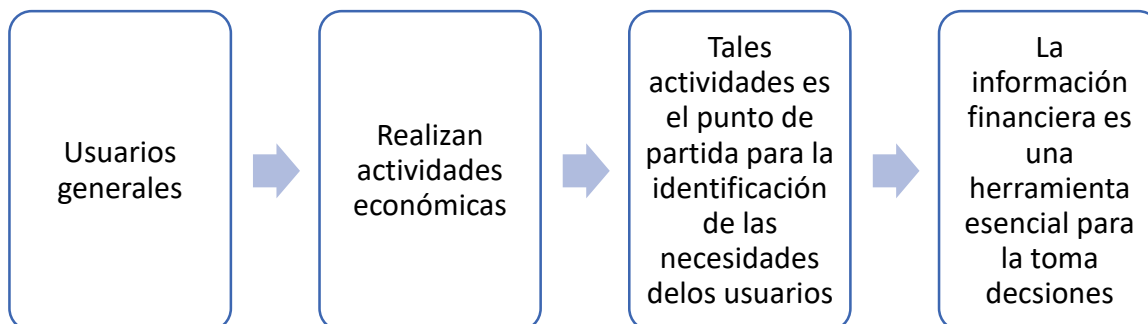 Usuarios
generales
Realizan
actividades
económicas
Tales
actividades es
el punto de
partida para la
identificación
de las
necesidades
delos usuarios
La
información
financiera es
una
herramienta
esencial para
la toma
decsiones